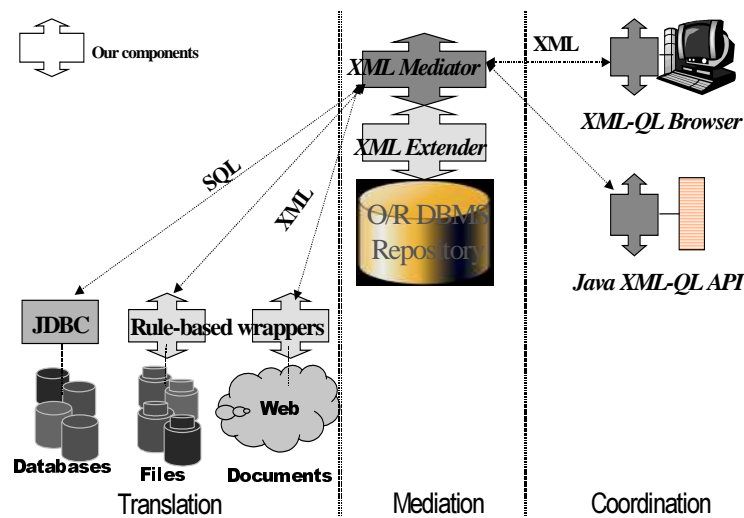 Our components
XML Mediator
XML
XML-QL Browser
XML Extender
SQL
XML
O/R DBMS
Repository
Java XML-QL API
JDBC
Rule-based wrappers
Web
Databases
Files
Documents
Translation
Mediation
Coordination